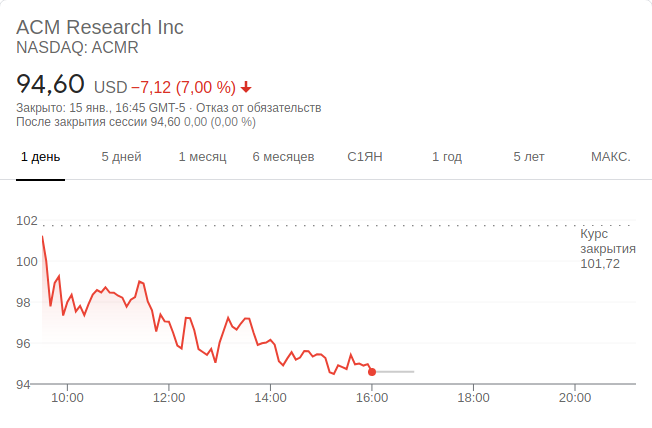 ACM Research Inc
NASDAQ: ACMR
94,60 USD −7,12 (7,00 %)
Закрыто: 15 янв., 16:45 GMT-5 · Отказ от обязательств
После закрытия сессии 94,60 0,00 (0,00 %)
1 день 5 дней 1 месяц 6 месяцев С1ЯН 1 год 5 лет МАКС.
102
Курс
закрытия
101,72
100
98
96
94
10:00 12:00 14:00 16:00 18:00 20:00